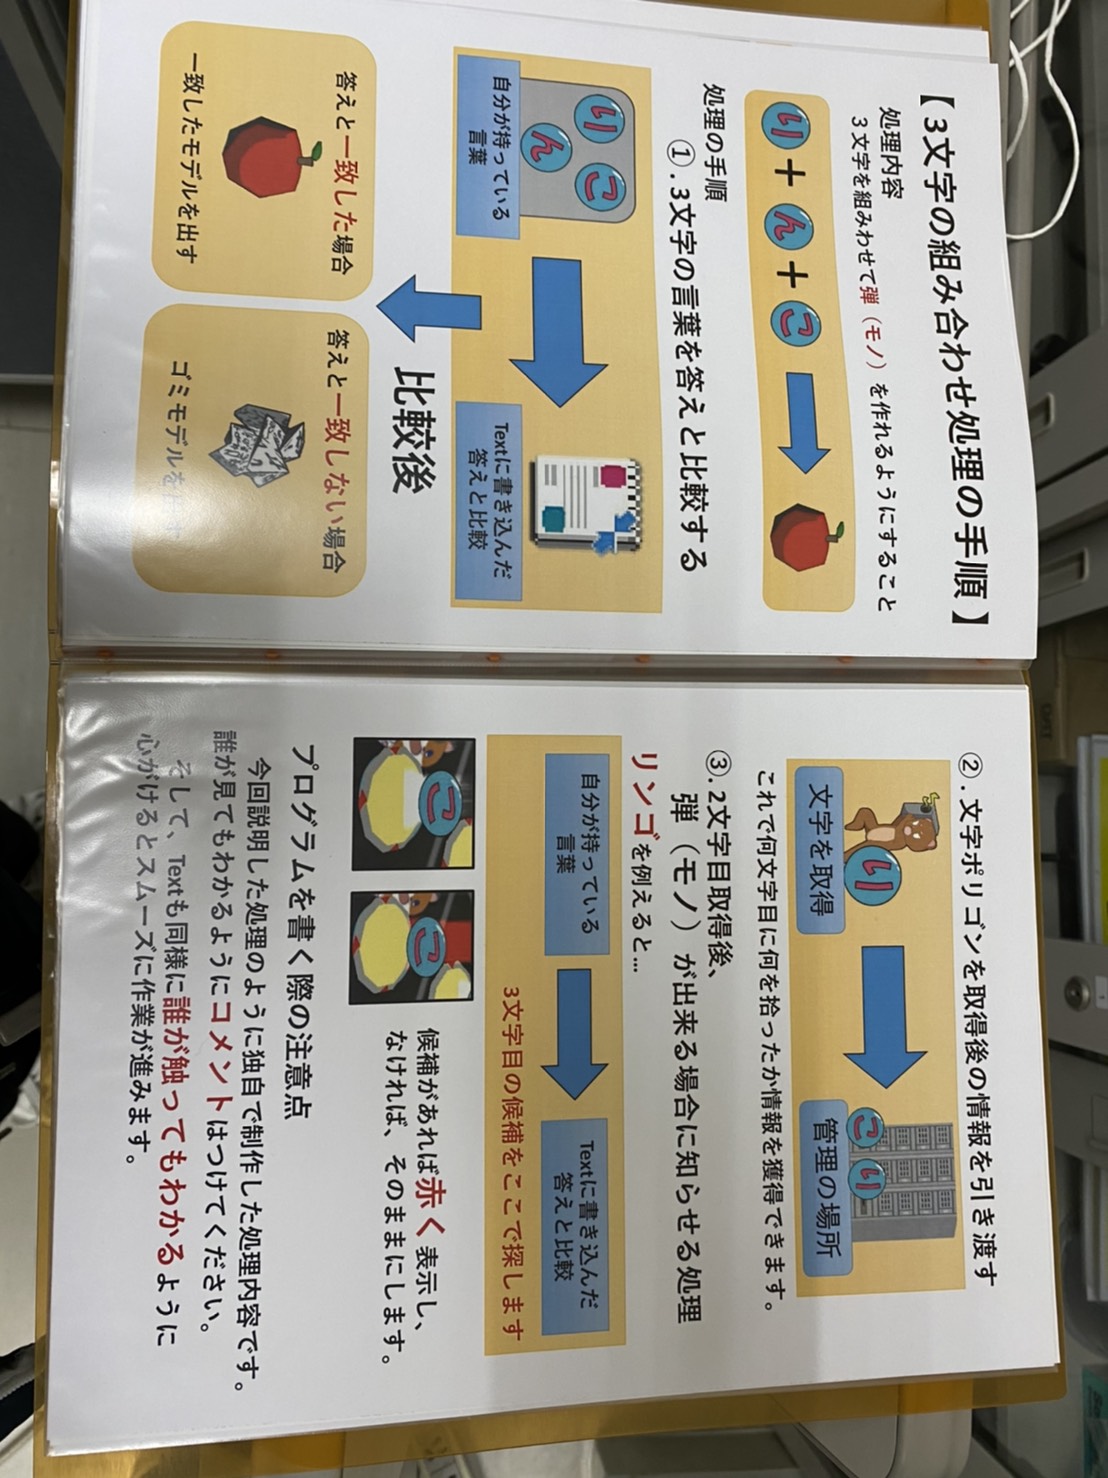 【3文字の組み合わせ処理の手順】
処理内容
3文字を組みわせて弾（モノ）を作れるようにすること
り＋ん＋こ
処理の手順
①.3文字の言葉を答えと比較する
り
ん
こ
自分が持っている
言葉
Textに書き込んだ
答えと比較
比較後
答えと一致した場合
一致したモデルを出す
答えと一致しない場合
ゴミモデルを出す
②.文字ポリゴンを取得後の情報を引き渡す
り
文字を取得
こ
り
管理の場所
これで何文字目に何を拾ったか情報を獲得できます。
③.2文字目取得後、
弾（モノ）が出来る場合に知らせる処理
リンゴを例えると…
自分が持っている
言葉
Textに書き込んだ
答えと比較
3文字目の候補をここで探します
こ
こ
候補があれば赤く表示し、
なければ、そのままにします。
プログラムを書く際の注意点
今回説明した処理のように独自で制作した処理内容です。
誰が見てもわかるようにコメントはつけてください。
そして、Textも同様に誰が触ってもわかるように
心がけるとスムーズに作業が進みます。